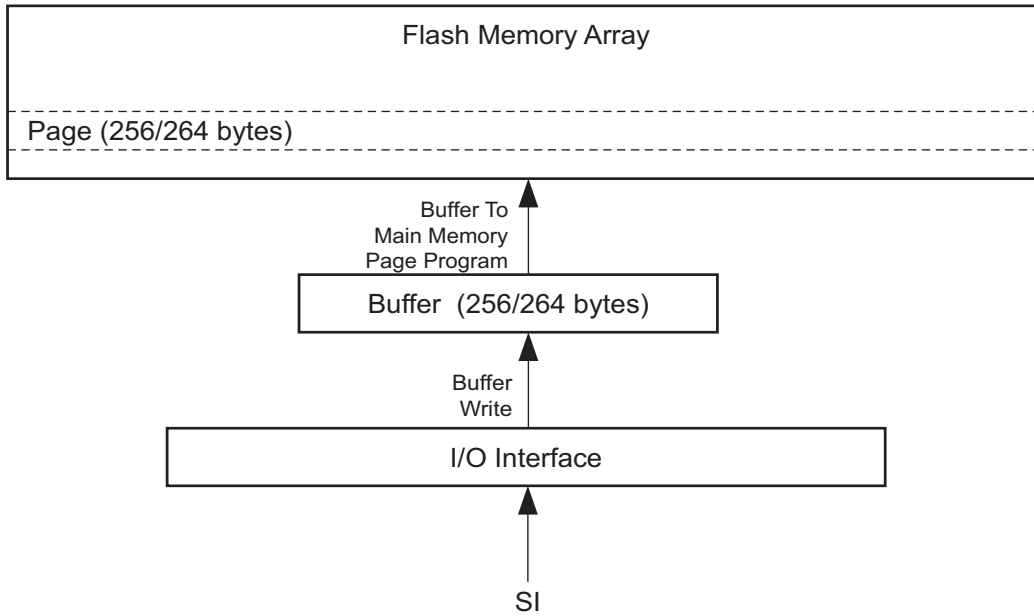 Flash Memory Array
Page (256/264 bytes)
Buffer To
Main Memory
Page Program
Buffer (256/264 bytes)
Buffer
Write
I/O Interface
SI